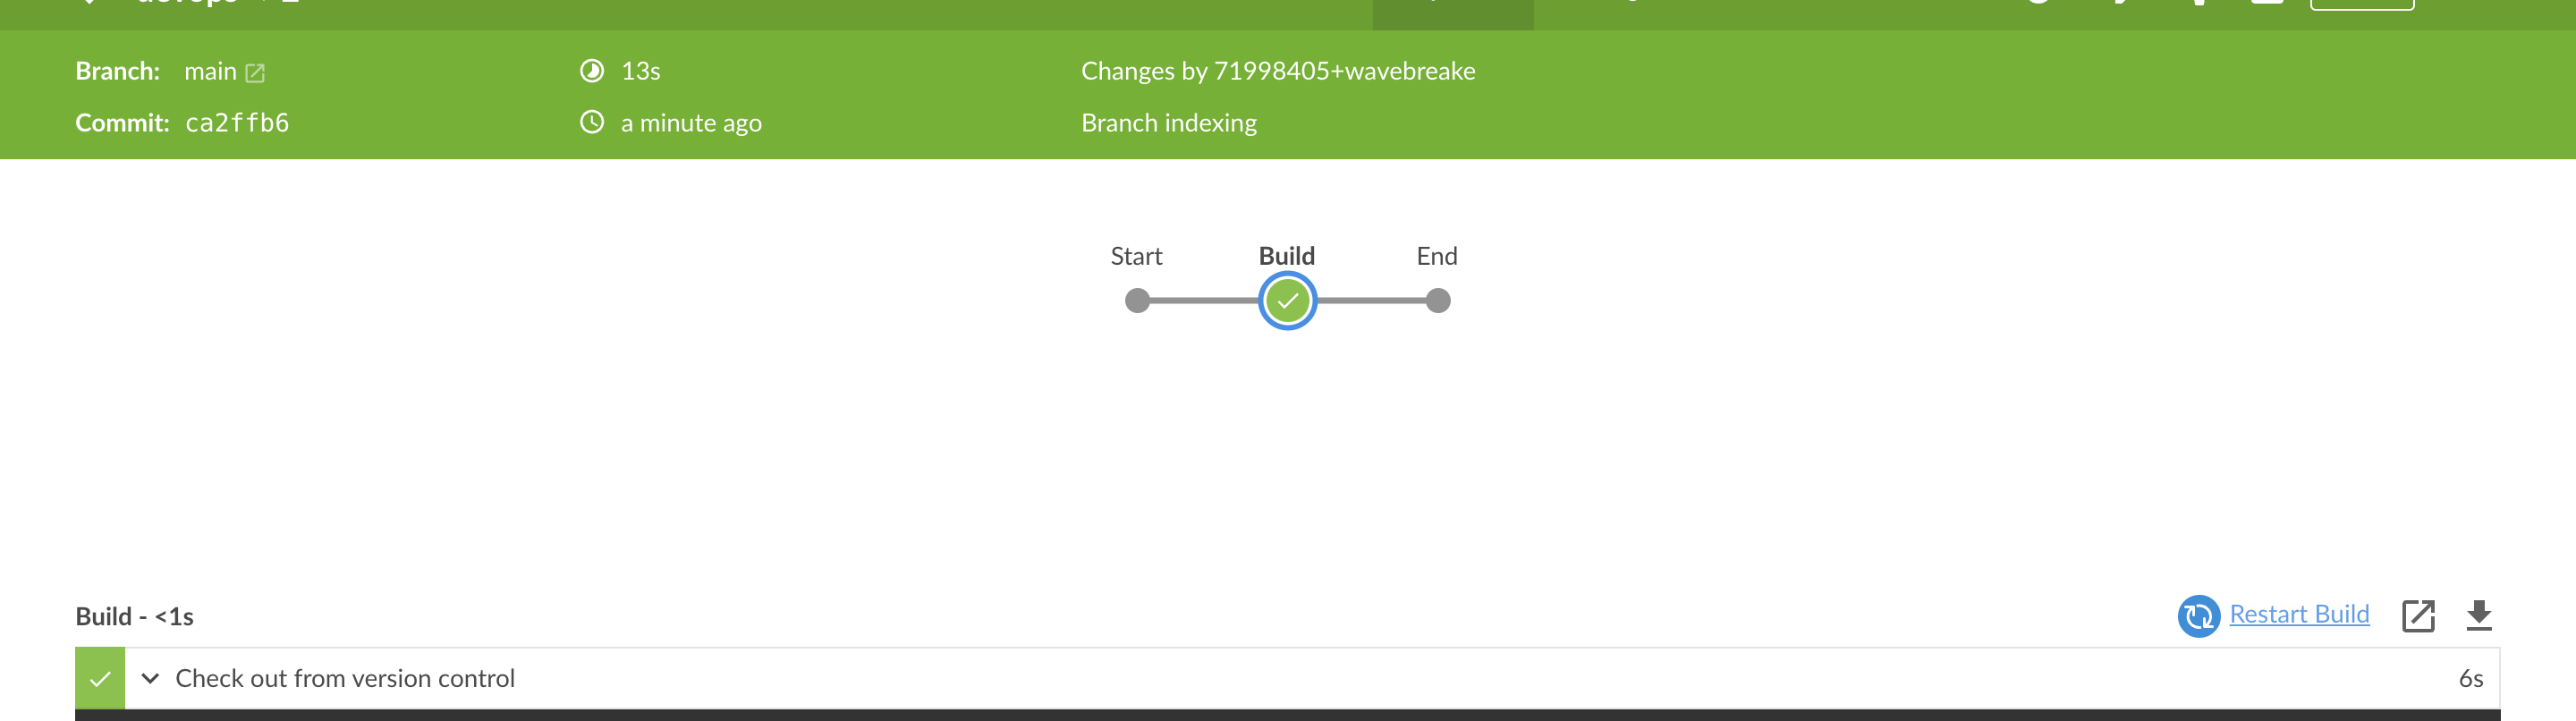 Branch: main
13s
Changes by 71998405+wavebreake
Commit: ca2ffb6
a minute ago
Branch indexing
Start
Build
End
Build - <1s
Restart Build
Check out from version control
6s